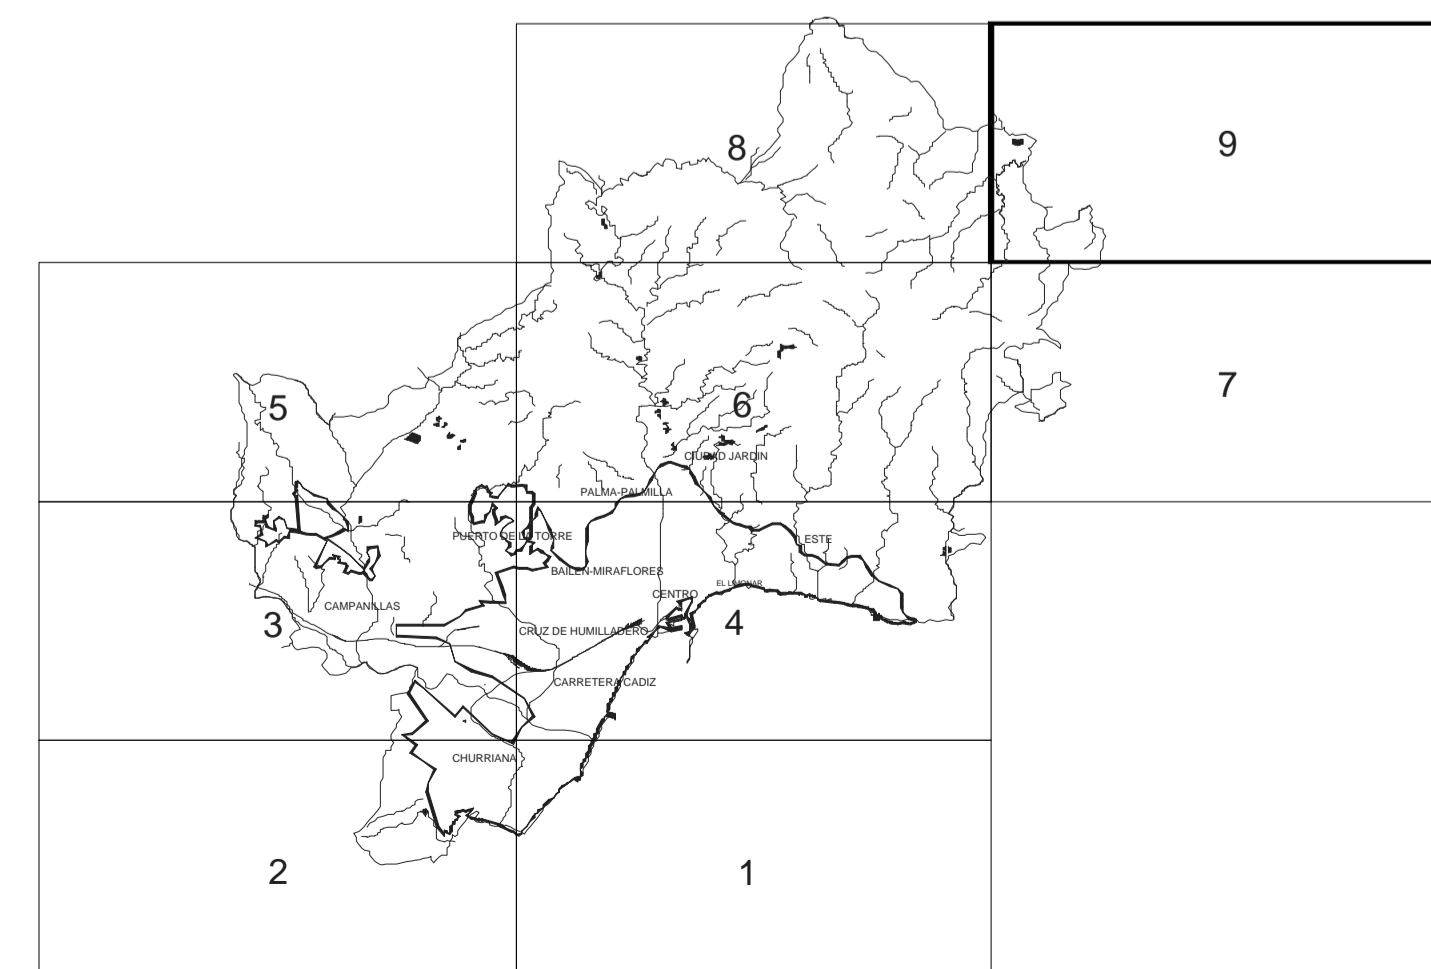 8
9
5
6
7
CIUDAD JARDIN
PALMA-PALMILLA
PUERTO DE LA TORRE
ESTE
BAILEN-MIRAFLORES
EL LIMONAR
CENTRO
CAMPANILLAS
3
CRUZ DE HUMILLADERO
4
CARRETERA CADIZ
CHURRIANA
2
1